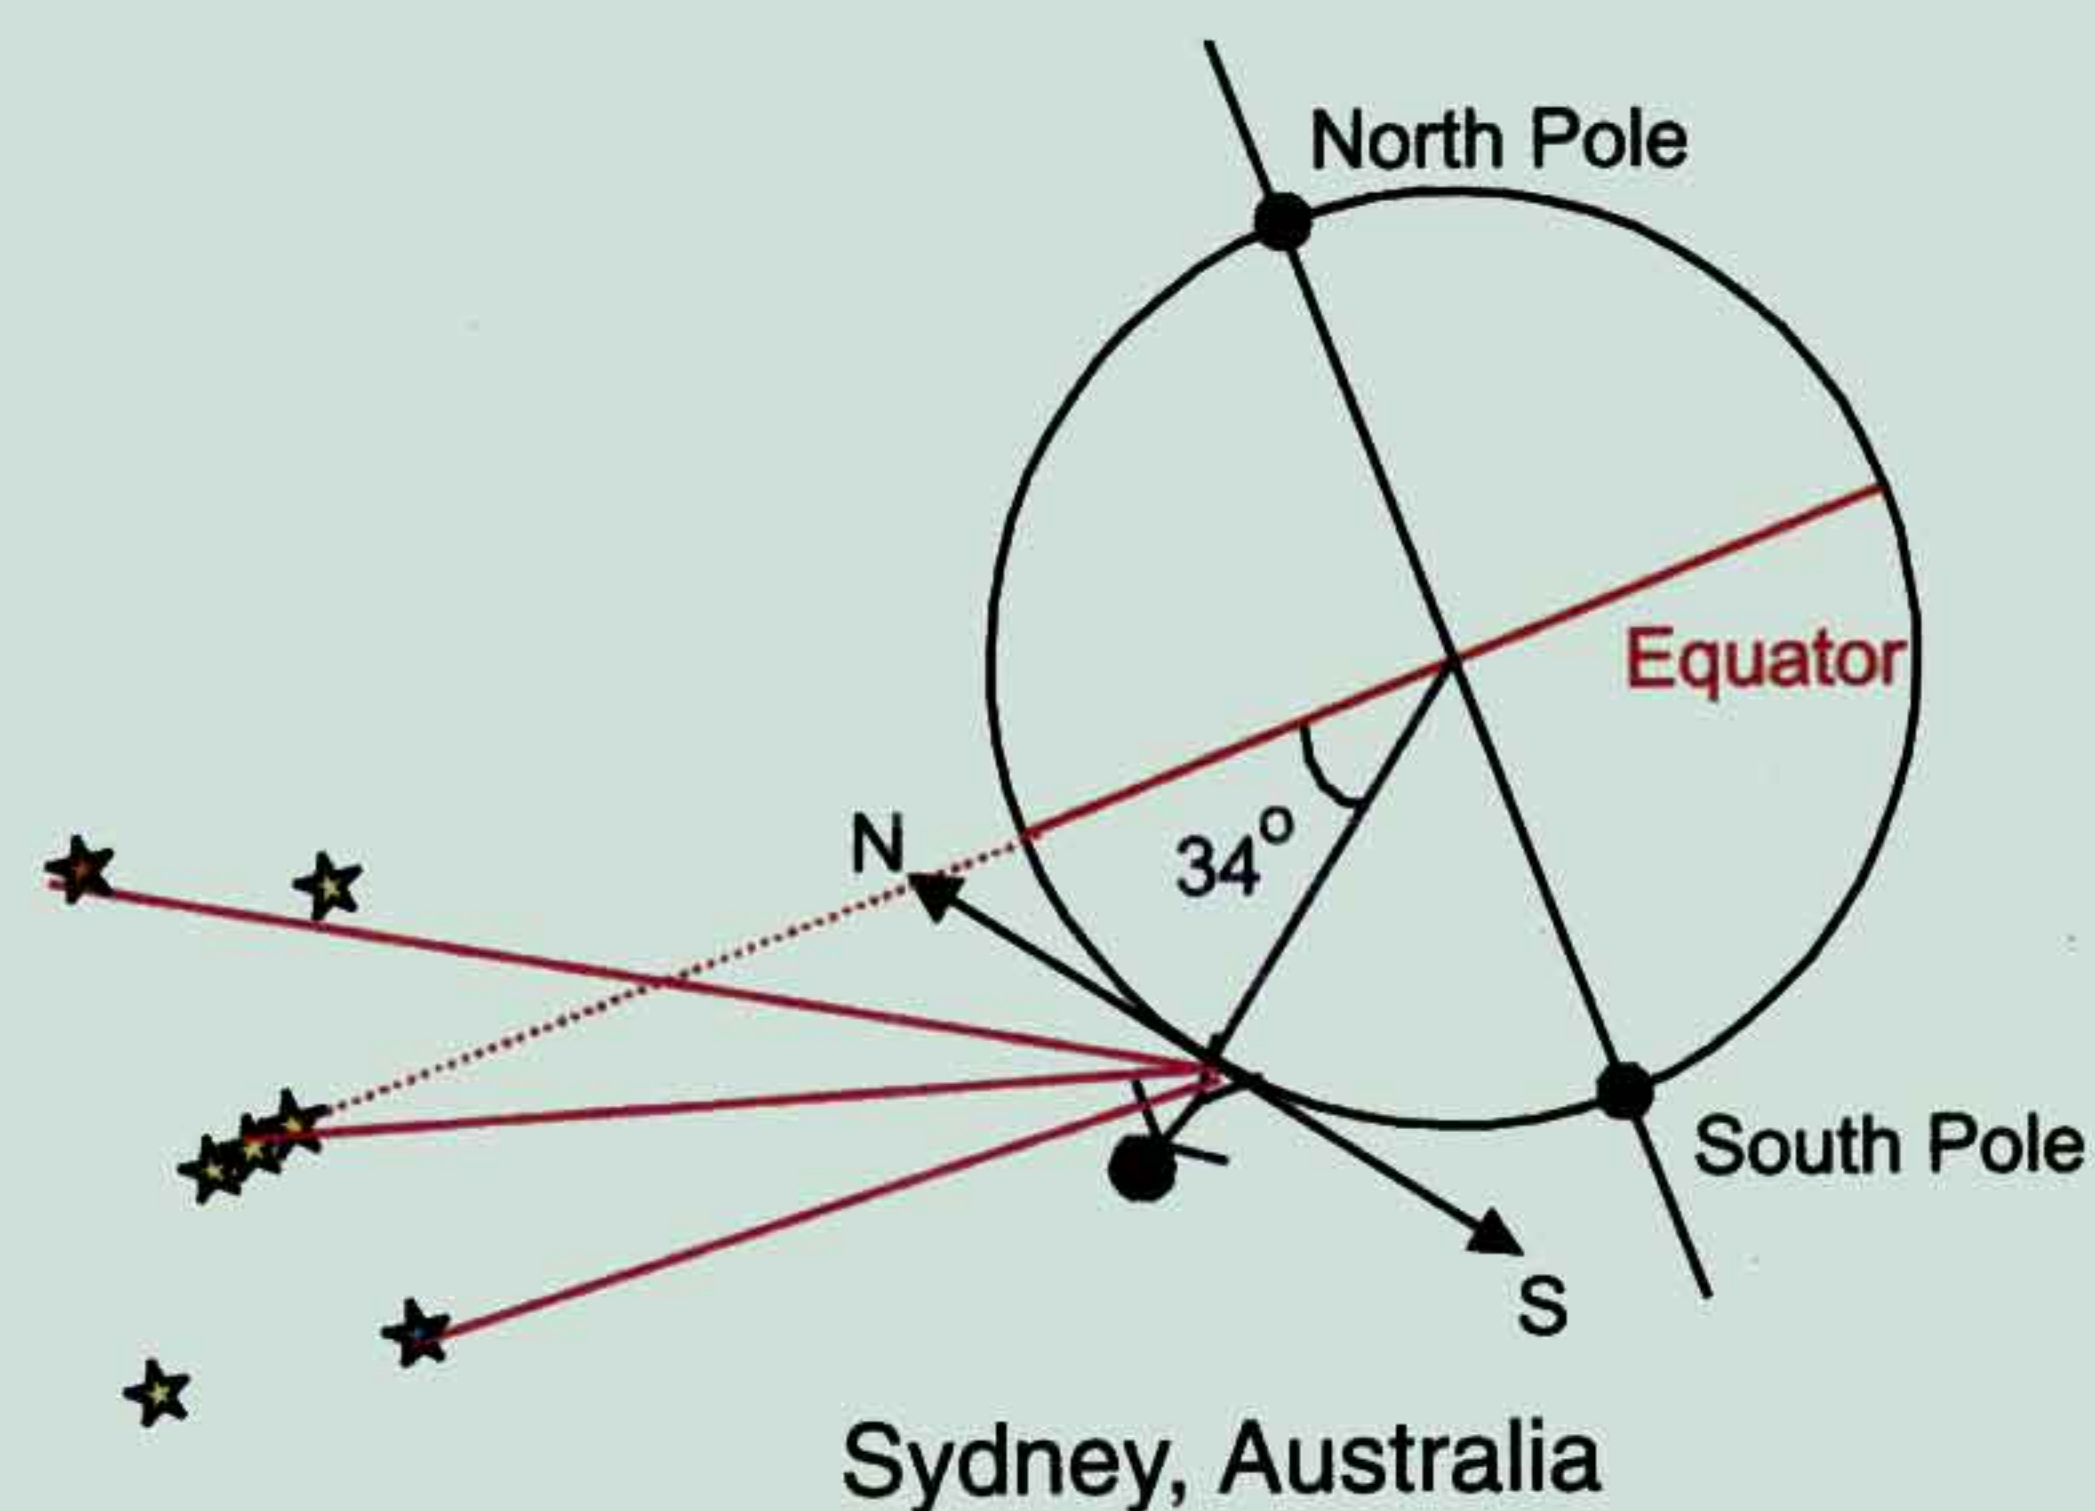 North Pole
Equator
N
34°
South Pole
S
Sydney, Australia